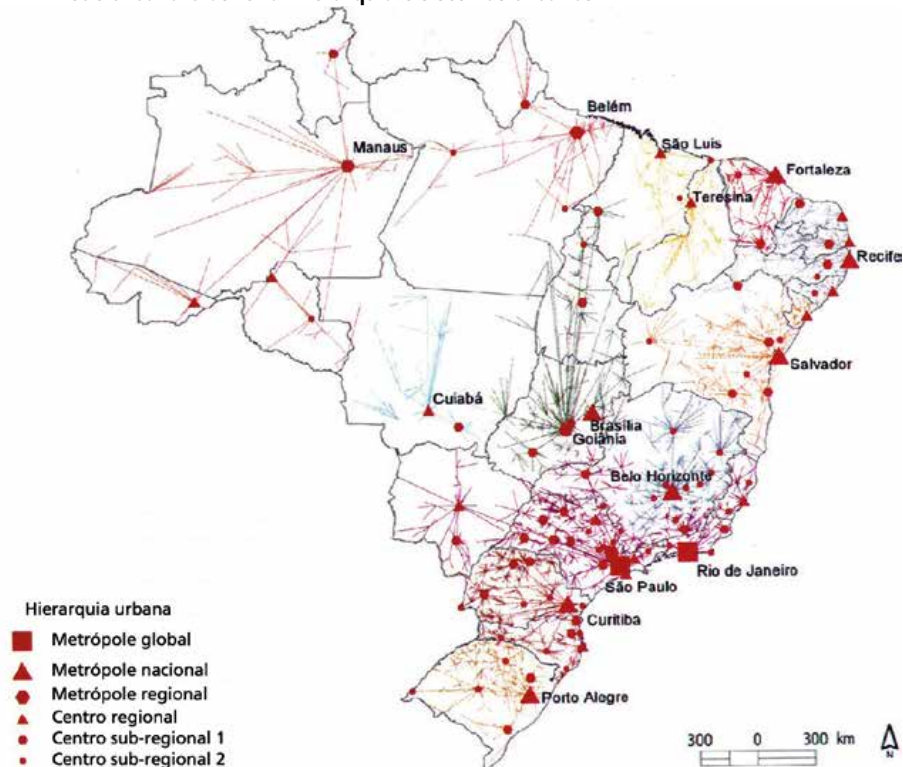 Manaus
Belém
São Luis
Fortaleza
Teresina
Recife
Salvador
Cuiabá
Brasília
Goiânia
Belo Horizonte
Rio de Janeiro
São Paulo
Curitiba
Porto Alegre
Hierarquia urbana
Metrópole global
Metrópole nacional
Metrópole regional
Centro regional
Centro sub-regional 1
Centro sub-regional 2
300 0 300 km
N